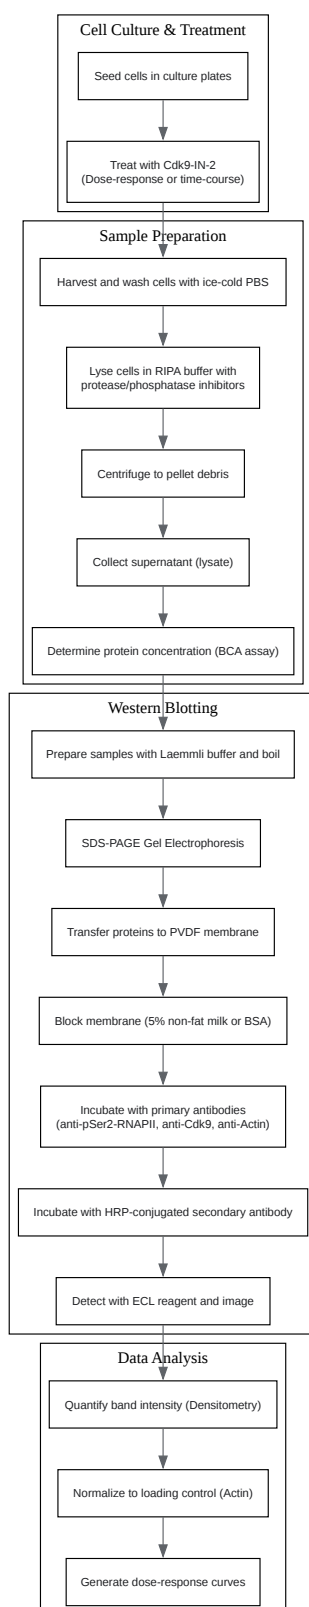 Cell Culture & Treatment
Seed cells in culture plates
Treat with Cdk9-IN-2
(Dose-response or time-course)
Sample Preparation
Harvest and wash cells with ice-cold PBS
Lyse cells in RIPA buffer with
protease/phosphatase inhibitors
Centrifuge to pellet debris
Collect supernatant (lysate)
Determine protein concentration (BCA assay)
Western Blotting
Prepare samples with Laemmli buffer and boil
SDS-PAGE Gel Electrophoresis
Transfer proteins to PVDF membrane
Block membrane (5% non-fat milk or BSA)
Incubate with primary antibodies
(anti-pSer2-RNAPII, anti-Cdk9, anti-Actin)
Incubate with HRP-conjugated secondary antibody
Detect with ECL reagent and image
Data Analysis
Quantify band intensity (Densitometry)
Normalize to loading control (Actin)
Generate dose-response curves